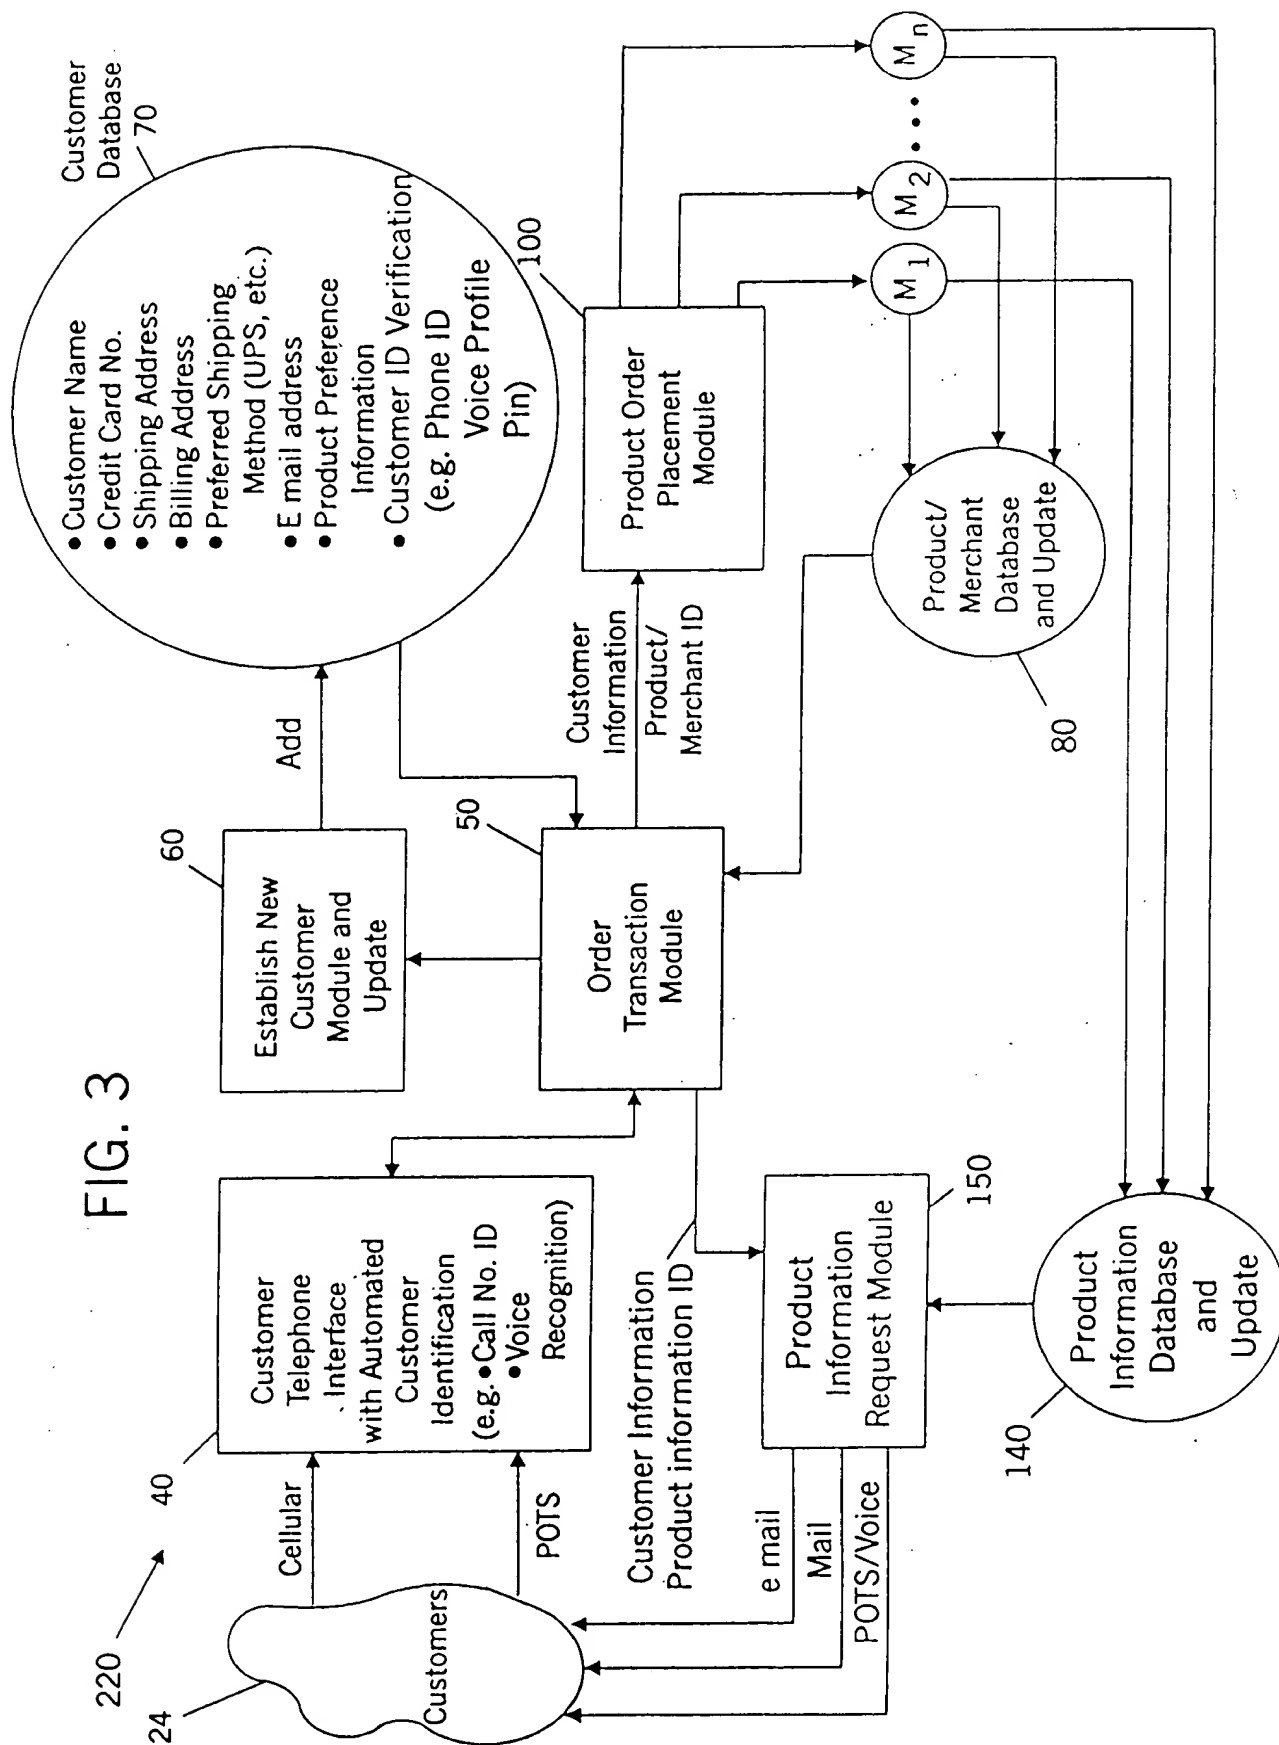 FIG. 3
220
24
Customers
Cellular
POTS
40
Customer
Telephone
Interface
with Automated
Customer
Identification
(e.g. • Call No. ID
• Voice
Recognition)
60
Establish New
Customer
Module and
Update
Add
Customer
Database
70
• Customer Name
• Credit Card No.
• Shipping Address
• Billing Address
• Preferred Shipping
Method (UPS, etc.)
• E mail address
• Product Preference
Information
• Customer ID Verification
(e.g. Phone ID
Voice Profile
Pin)
50
Order
Transaction
Module
Customer
Information
Product/
Merchant ID
100
Product Order
Placement
Module
M1
M2
• • • •
Mn
Product/
Merchant
Database
and Update
80
Customer Information
Product information ID
e mail
Mail
POTS/Voice
150
Product
Information
Request Module
140
Product
Information
Database
and
Update